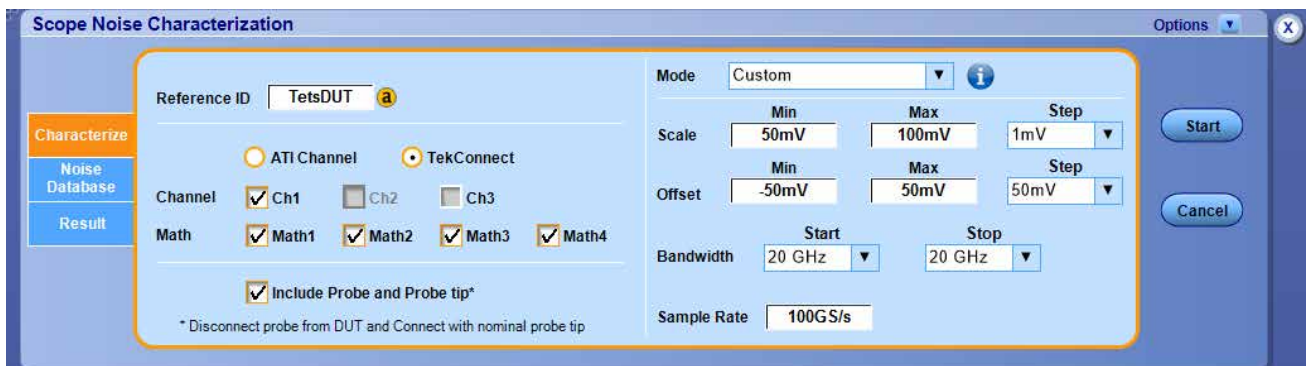 Scope Noise Characterization
Options
X
Characterize
Noise
Database
Result
Reference ID TetsDUT a
ATI Channel TekConnect
Channel Ch1 Ch2 Ch3
Math Math1 Math2 Math3 Math4
Include Probe and Probe tip*
* Disconnect probe from DUT and Connect with nominal probe tip
Mode Custom i
Min Max Step
Scale 50mV 100mV 1mV
Min Max Step
Offset -50mV 50mV 50mV
Start Stop
Bandwidth 20 GHz 20 GHz
Sample Rate 100GS/s
Start
Cancel